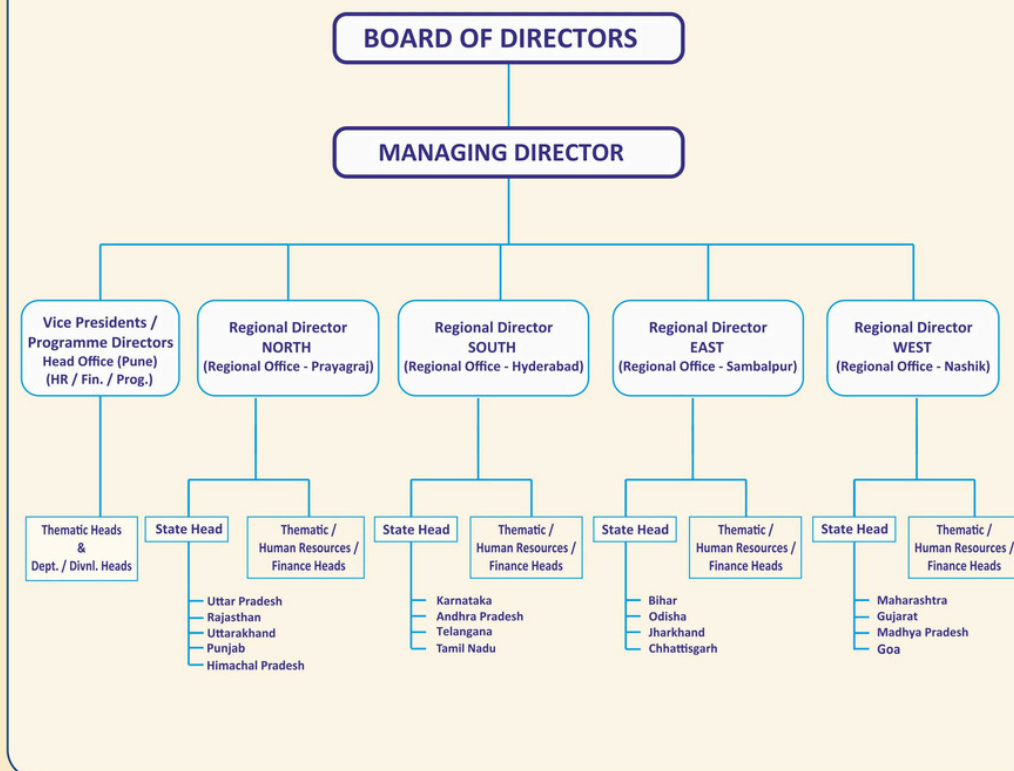 BOARD OF DIRECTORS
MANAGING DIRECTOR
Vice Presidents /
Programme Directors
Head Office (Pune)
(HR / Fin. / Prog.)
Regional Director
NORTH
(Regional Office - Prayagraj)
Regional Director
SOUTH
(Regional Office - Hyderabad)
Regional Director
EAST
(Regional Office - Sambalpur)
Regional Director
WEST
(Regional Office - Nashik)
Thematic Heads
&
Dept. / Divnl. Heads
State Head
Thematic /
Human Resources /
Finance Heads
State Head
Thematic /
Human Resources /
Finance Heads
State Head
Thematic /
Human Resources /
Finance Heads
State Head
Thematic /
Human Resources /
Finance Heads
Uttar Pradesh
Rajasthan
Uttarakhand
Punjab
Himachal Pradesh
Karnataka
Andhra Pradesh
Telangana
Tamil Nadu
Bihar
Odisha
Jharkhand
Chhattisgarh
Maharashtra
Gujarat
Madhya Pradesh
Goa